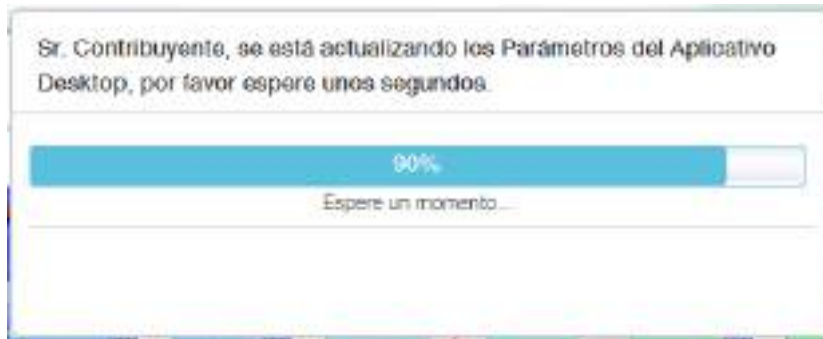 Sr. Contribuyente, se está actualizando los Parámetros del Aplicativo
Desktop, por favor espere unos segundos.
90%
Espere un momento...